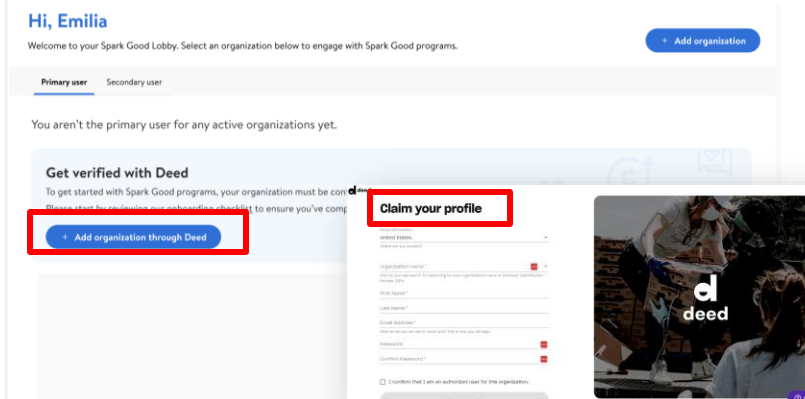 Hi, Emilia
Welcome to your Spark Good Lobby. Select an organization below to engage with Spark Good programs.
+ Add organization
Primary user
Secondary user
You aren't the primary user for any active organizations yet.
Get verified with Deed
To get started with Spark Good programs, your organization must be
Please start by reviewing our onboarding checklist to ensure you've
+ Add organization through Deed
deed
Claim your profile
United States
Where are you located?
Organization name *
First Name *
Last Name *
Email Address *
Password
Confirm Password *
I confirm that I am an authorized user for this organization.
deed